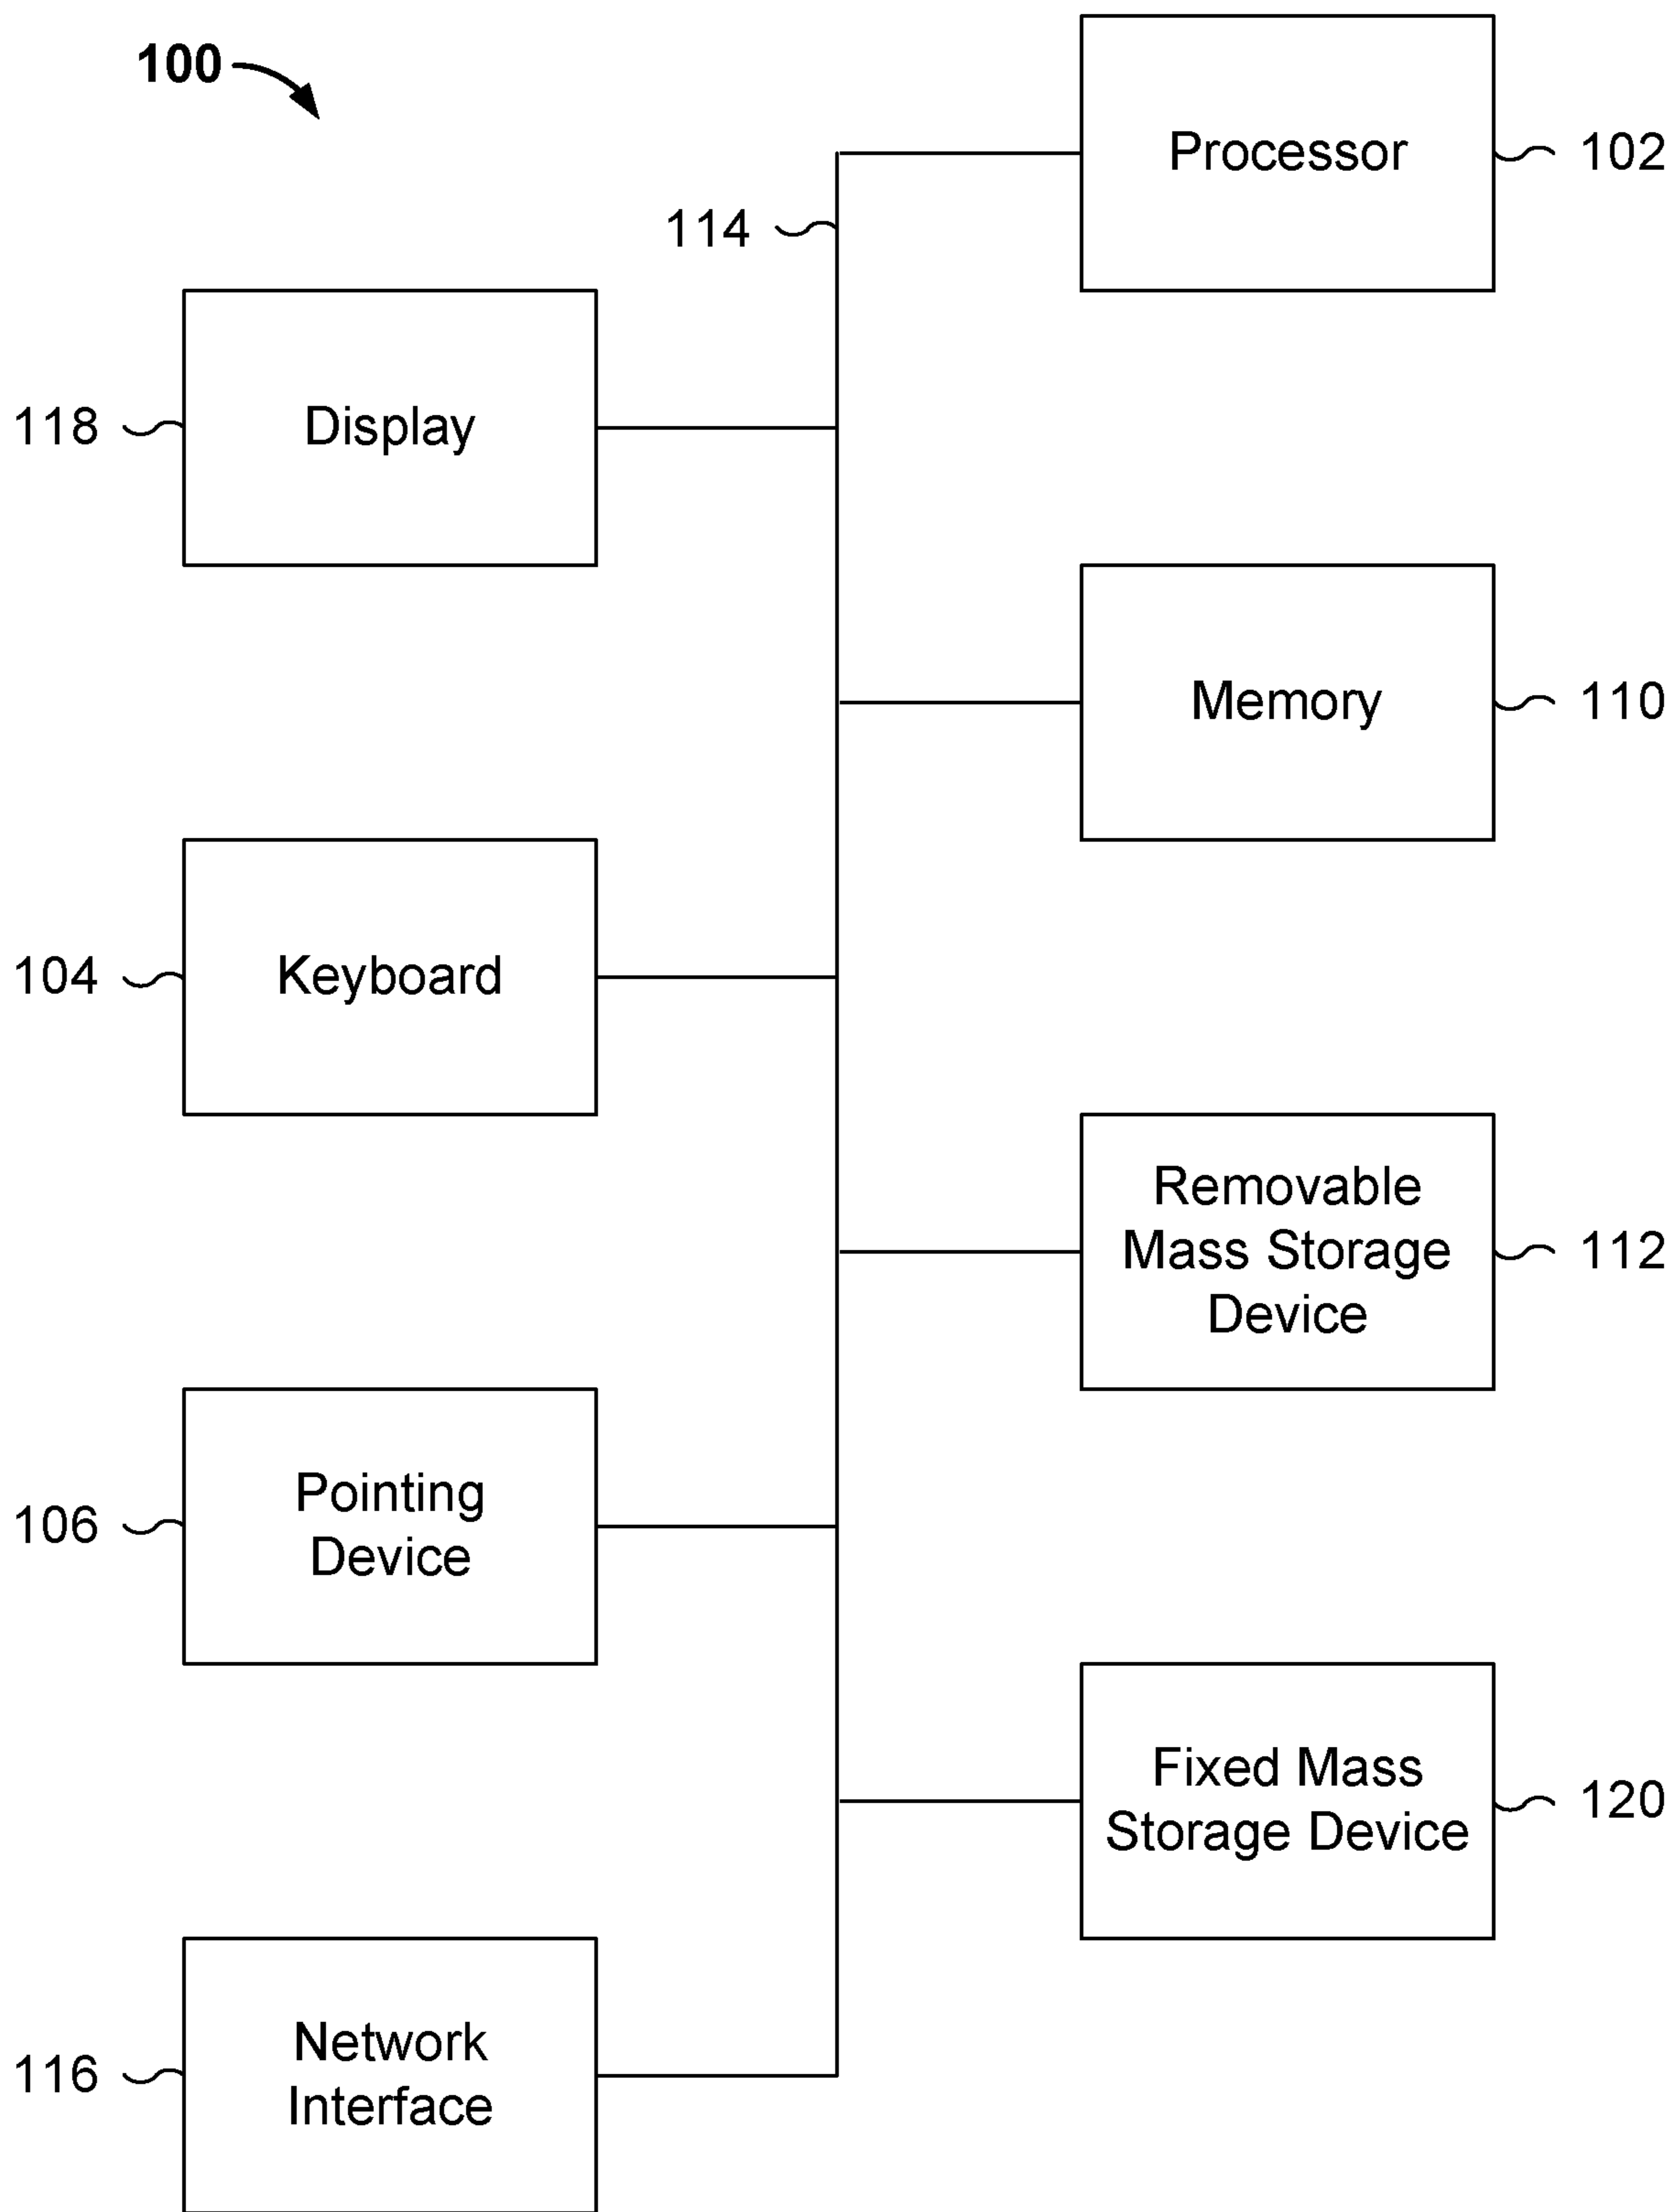 100
Processor
102
114
118
Display
Memory
110
104
Keyboard
Removable
Mass Storage
Device
112
106
Pointing
Device
Fixed Mass
Storage Device
120
116
Network
Interface